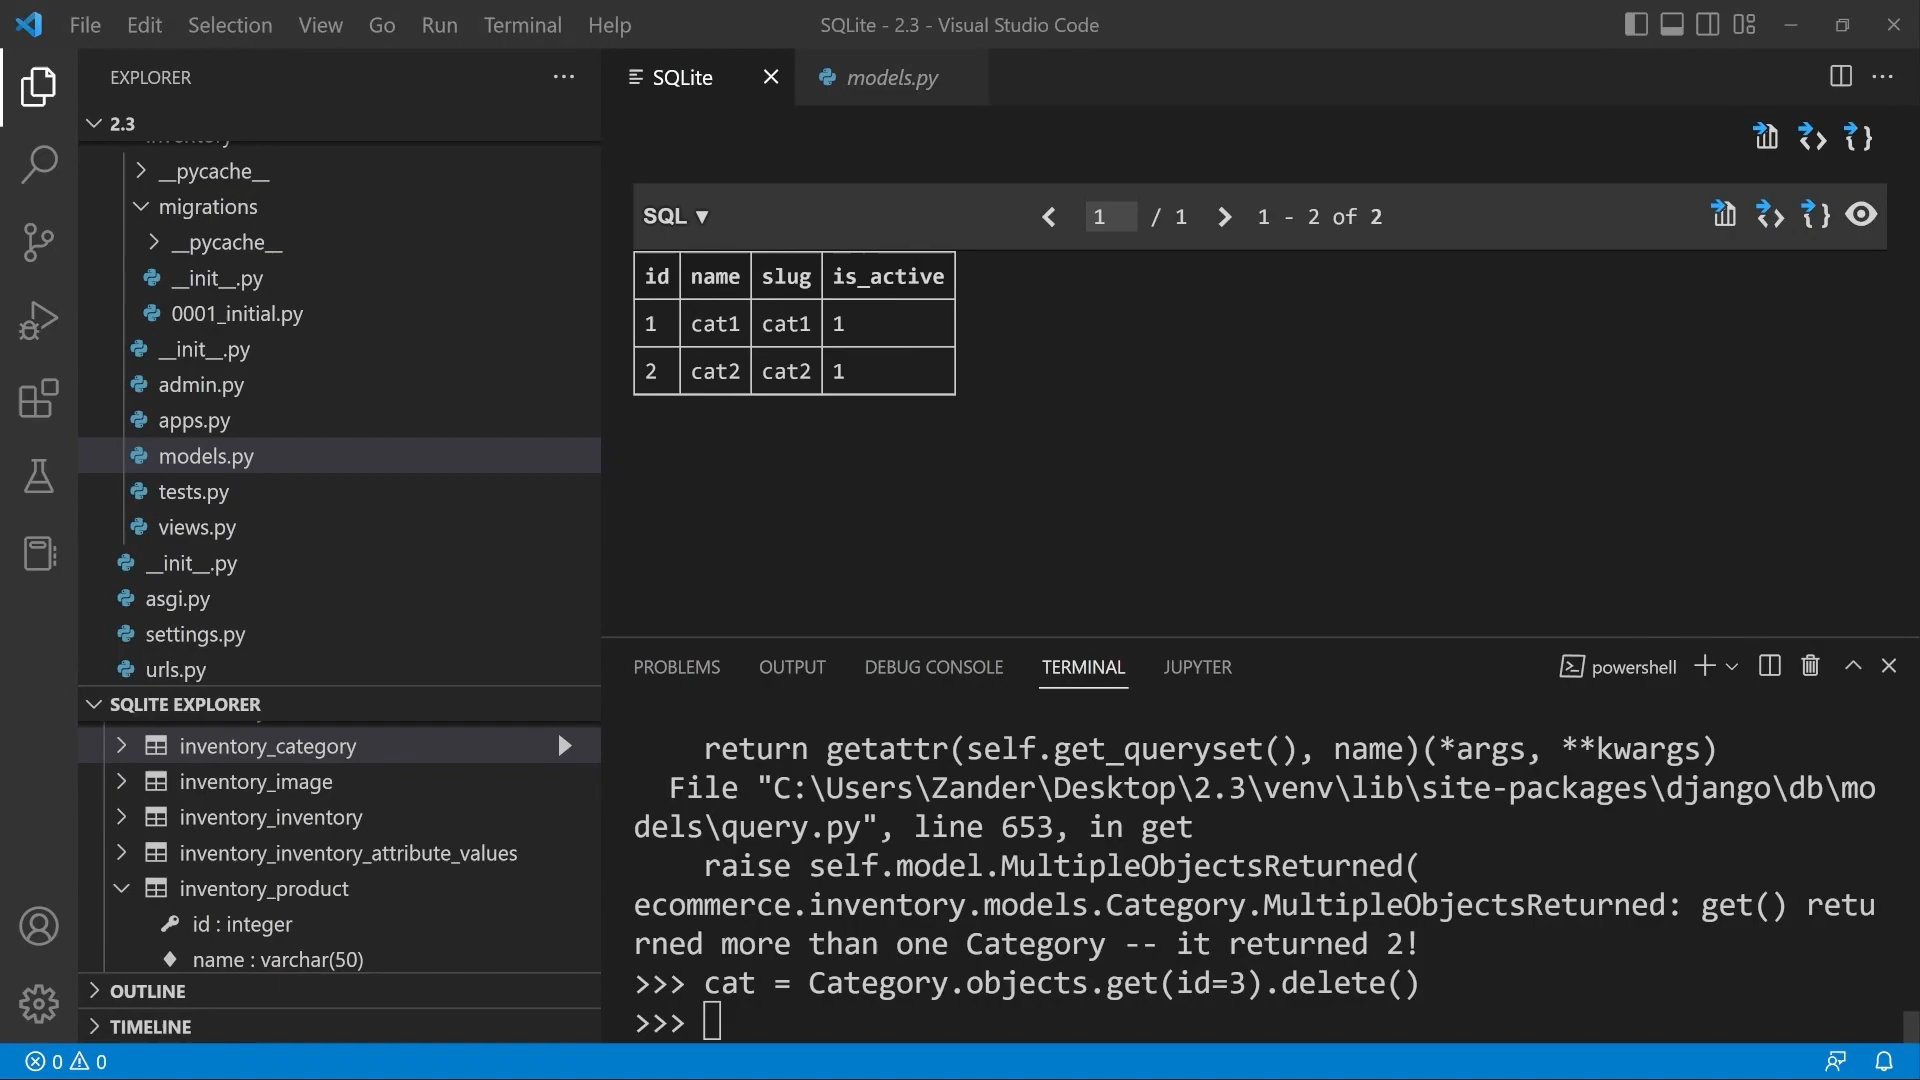 File Edit Selection View Go Run Terminal Help
SQLite - 2.3 - Visual Studio Code
EXPLORER
2.3
inventory
__pycache__
migrations
__pycache__
__init__.py
0001_initial.py
__init__.py
admin.py
apps.py
models.py
tests.py
views.py
__init__.py
asgi.py
settings.py
urls.py
SQLITE EXPLORER
inventory_category
inventory_image
inventory_inventory
inventory_inventory_attribute_values
inventory_product
id : integer
name : varchar(50)
OUTLINE
TIMELINE
SQLite
models.py
SQL ▼ 1 / 1 1 - 2 of 2
id name slug is_active
1 cat1 cat1 1
2 cat2 cat2 1
PROBLEMS OUTPUT DEBUG CONSOLE TERMINAL JUPYTER
powershell
return getattr(self.get_queryset(), name)(*args, **kwargs)
File "C:\Users\Zander\Desktop\2.3\venv\lib\site-packages\django\db\mo
dels\query.py", line 653, in get
raise self.model.MultipleObjectsReturned(
ecommerce.inventory.models.Category.MultipleObjectsReturned: get() retu
rned more than one Category -- it returned 2!
>>> cat = Category.objects.get(id=3).delete()
>>>
0 0